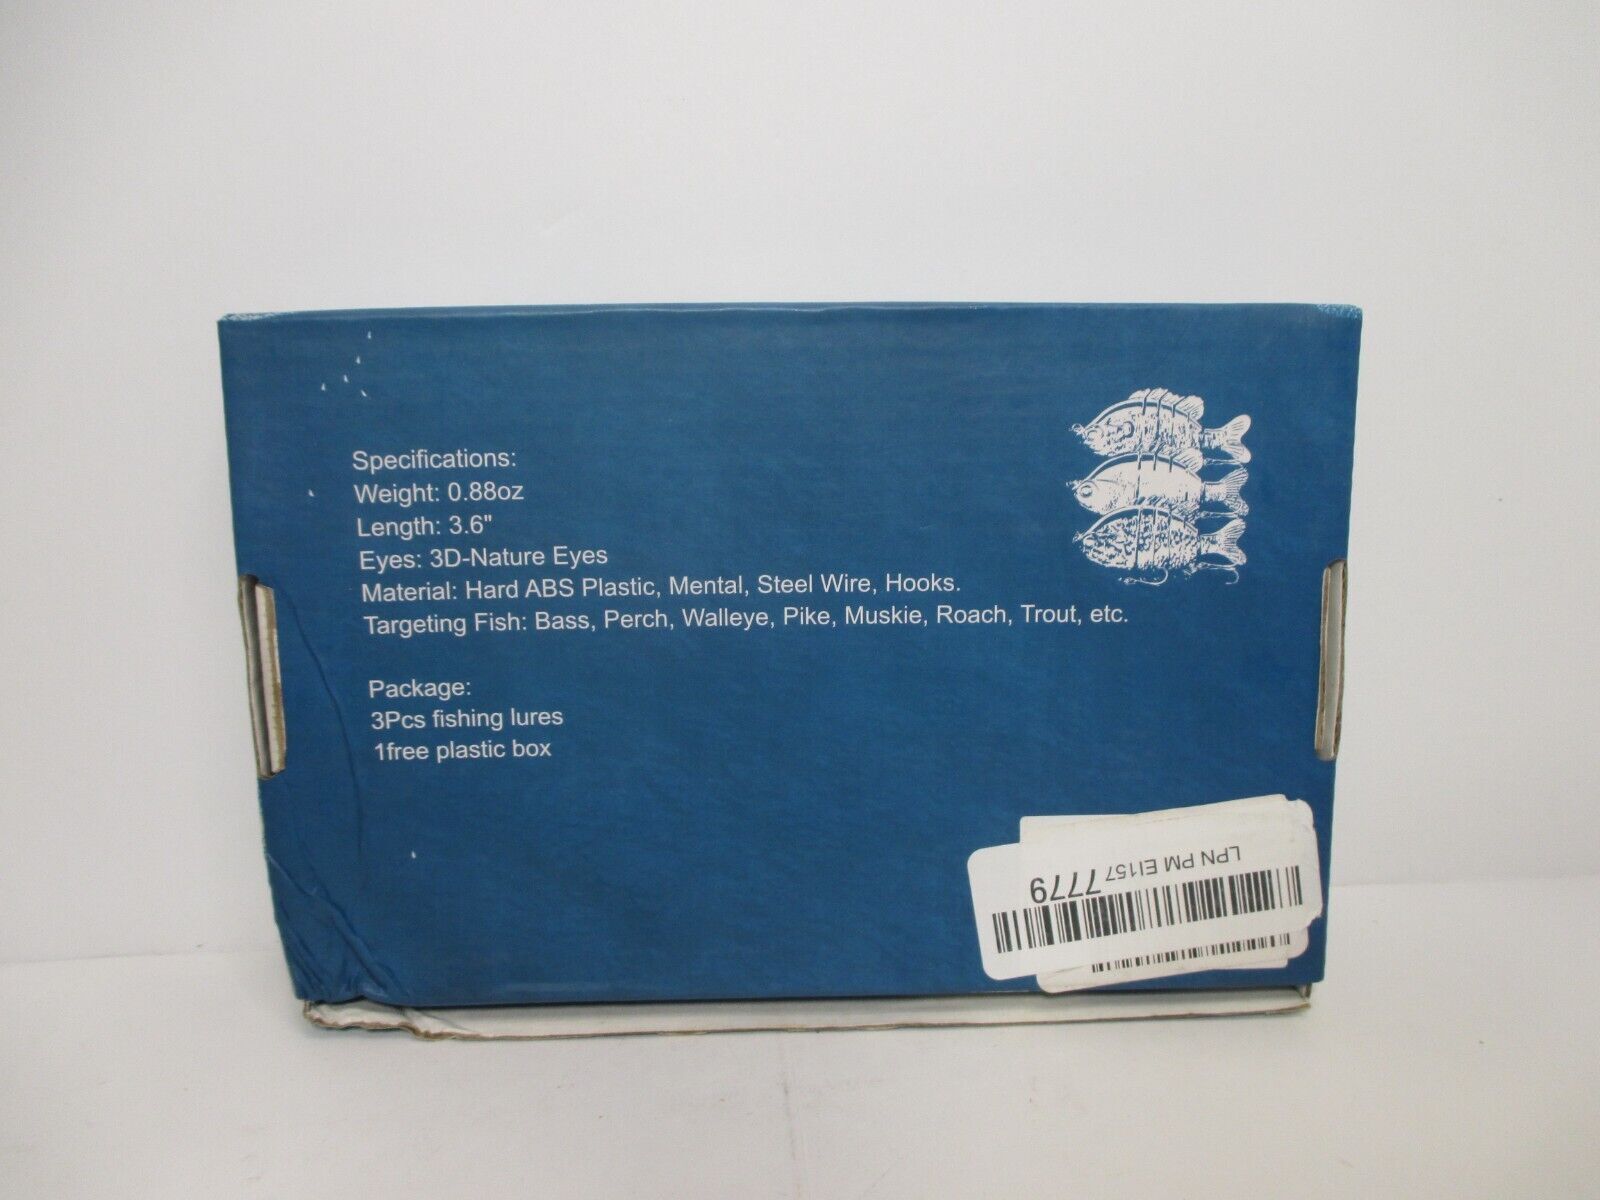 Specifications:
Weight: 0.88oz
Length: 3.6"
Eyes: 3D-Nature Eyes
Material: Hard ABS Plastic, Mental, Steel Wire, Hooks.
Targeting Fish: Bass, Perch, Walleye, Pike, Muskie, Roach, Trout, etc.
Package:
3Pcs fishing lures
1free plastic box
LPN PM EI157 7779